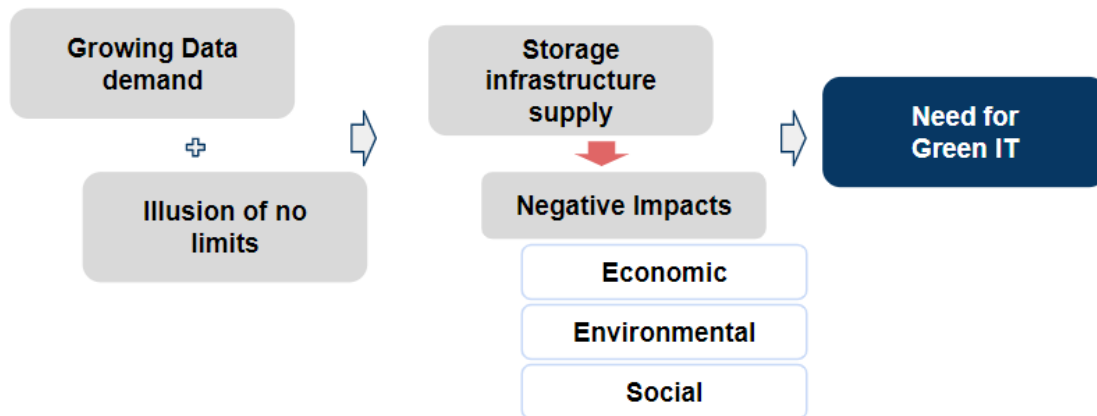 Growing Data
demand
Illusion of no
limits
Storage
infrastructure
supply
Negative Impacts
Economic
Environmental
Social
Need for
Green IT